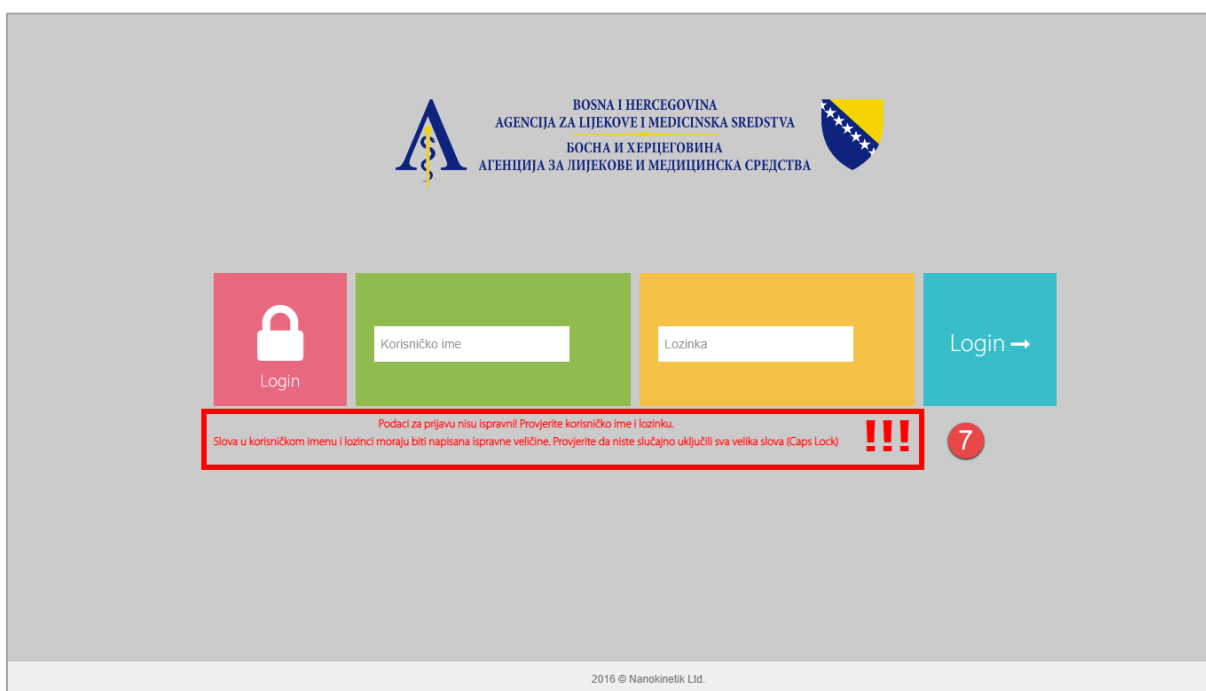 BOSNA I HERCEGOVINA
AGENCIJA ZA LIJEKOVE I MEDICINSKA SREDSTVA
БОСНА И ХЕРЦЕГОВИНА
АГЕНЦИЈА ЗА ЛИЈЕКОВЕ И МЕДИЦИНСКА СРЕДСТВА
Login
Korisničko ime
Lozinka
Login
Podaci za prijavu nisu ispravni! Provjerite korisničko ime i lozinku.
Slova u korisničkom imenu i lozinci moraju biti napisana ispravne veličine. Provjerite da niste slučajno uključili sva velika slova (Caps Lock)
!!!
7
2016 © Nanokinetik Ltd.